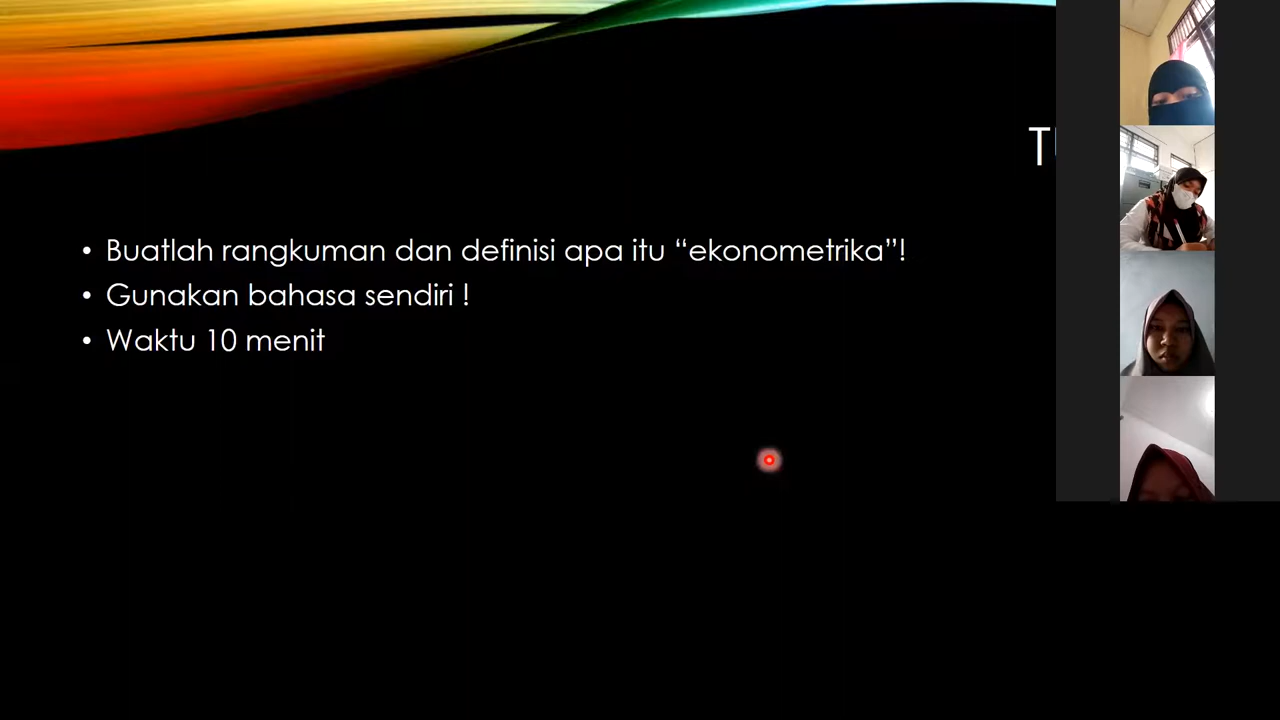 • Buatlah rangkuman dan definisi apa itu “ekonometrika”!
• Gunakan bahasa sendiri !
• Waktu 10 menit